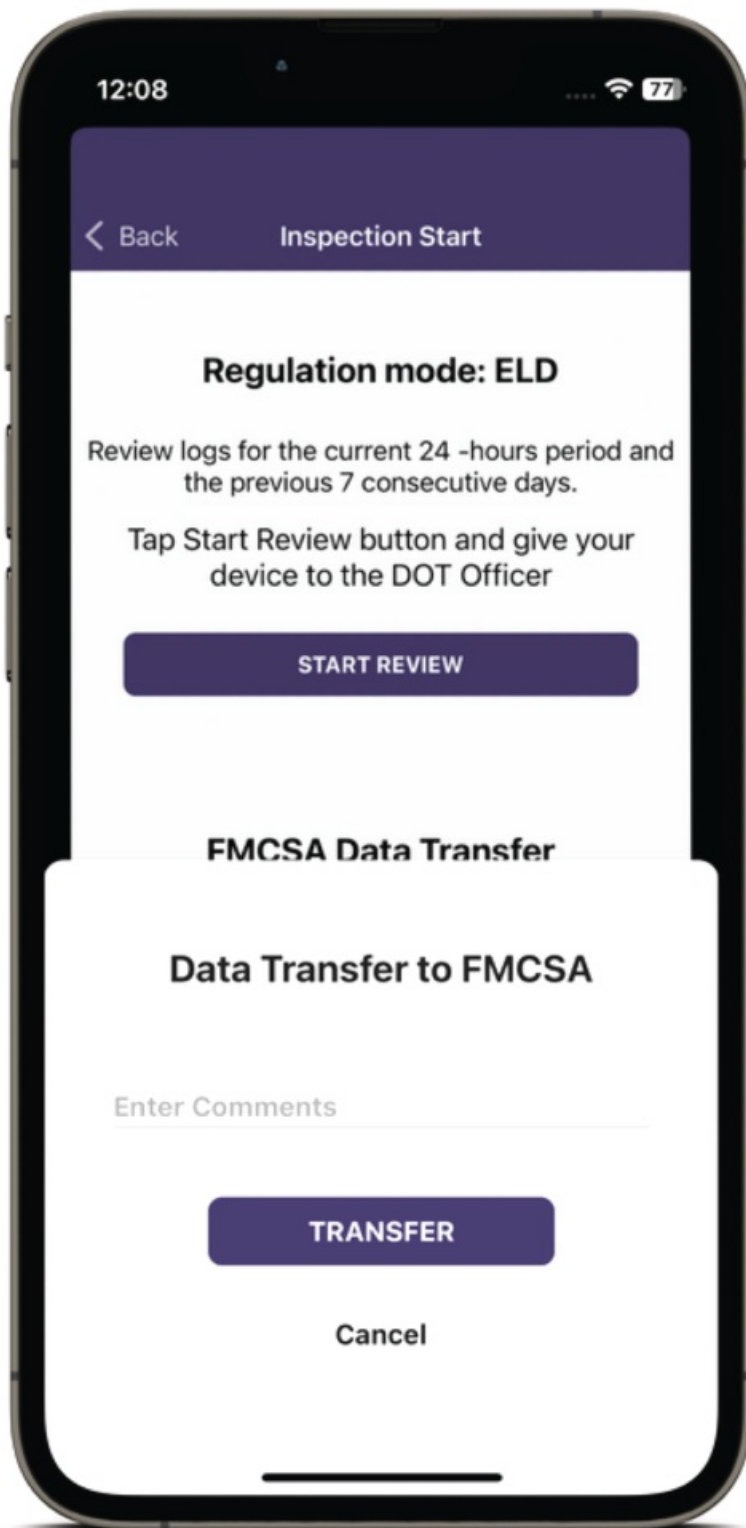 12:08
77
Back
Inspection Start
Regulation mode: ELD
Review logs for the current 24 -hours period and
the previous 7 consecutive days.
Tap Start Review button and give your
device to the DOT Officer
START REVIEW
FMCSA Data Transfer
Data Transfer to FMCSA
Enter Comments
TRANSFER
Cancel